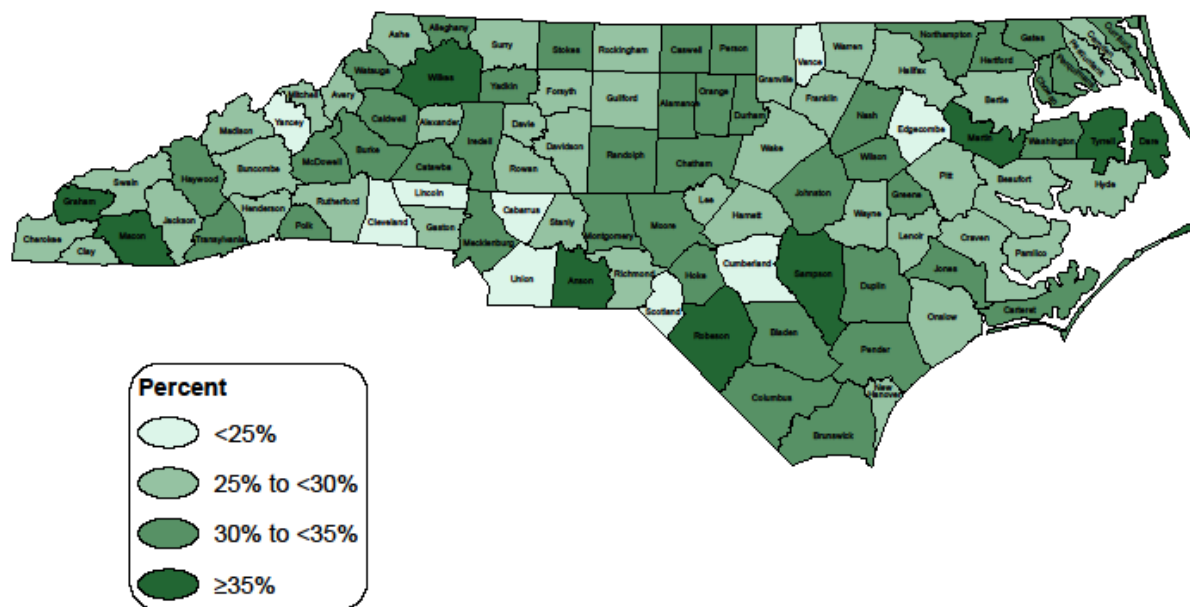 Ashe
Alleghany
Surry
Stokes
Rockingham
Caswell
Person
Granville
Vance
Warren
Northampton
Gates
Hertford
Halifax
Watauga
Wilkes
Yadkin
Forsyth
Guilford
Alamance
Orange
Durham
Franklin
Bertie
Mitchell
Avery
Yancey
Caldwell
Alexander
Iredell
Davie
Davidson
Randolph
Chatham
Wake
Nash
Edgecombe
Martin
Washington
Tyrrell
Dare
Madison
Buncombe
McDowell
Burke
Catawba
Rowan
Johnston
Wilson
Pitt
Beaufort
Hyde
Swain
Haywood
Graham
Jackson
Henderson
Rutherford
Polk
Cleveland
Lincoln
Gaston
Cabarrus
Stanly
Montgomery
Moore
Lee
Harnett
Wayne
Greene
Lenoir
Craven
Pamlico
Cherokee
Clay
Macon
Transylvania
Mecklenburg
Union
Anson
Richmond
Hoke
Cumberland
Sampson
Duplin
Jones
Carteret
Onslow
Scotland
Robeson
Bladen
Pender
New
Hanover
Columbus
Brunswick
Percent
<25%
25% to <30%
30% to <35%
≥35%